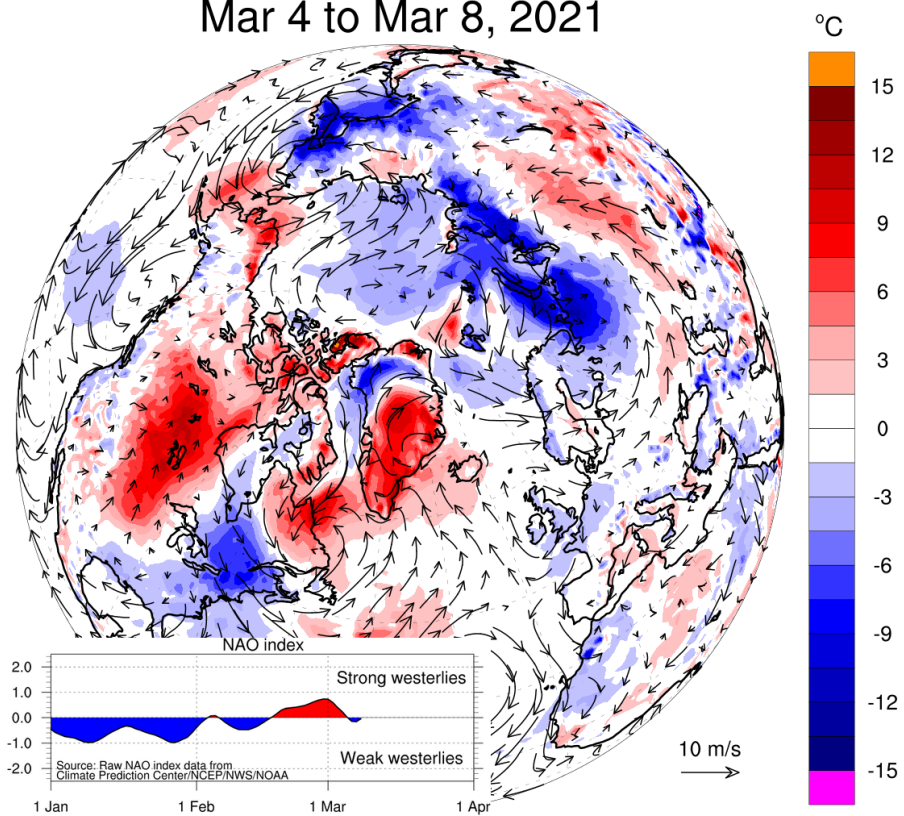 Mar 4 to Mar 8, 2021
°C
15
12
9
6
3
0
-3
-6
-9
-12
-15
10 m/s
NAO index
2.0
1.0
0.0
-1.0
-2.0
Strong westerlies
Weak westerlies
Source: Raw NAO index data from
Climate Prediction Center/NCEP/NWS/NOAA
1 Jan
1 Feb
1 Mar
1 Apr